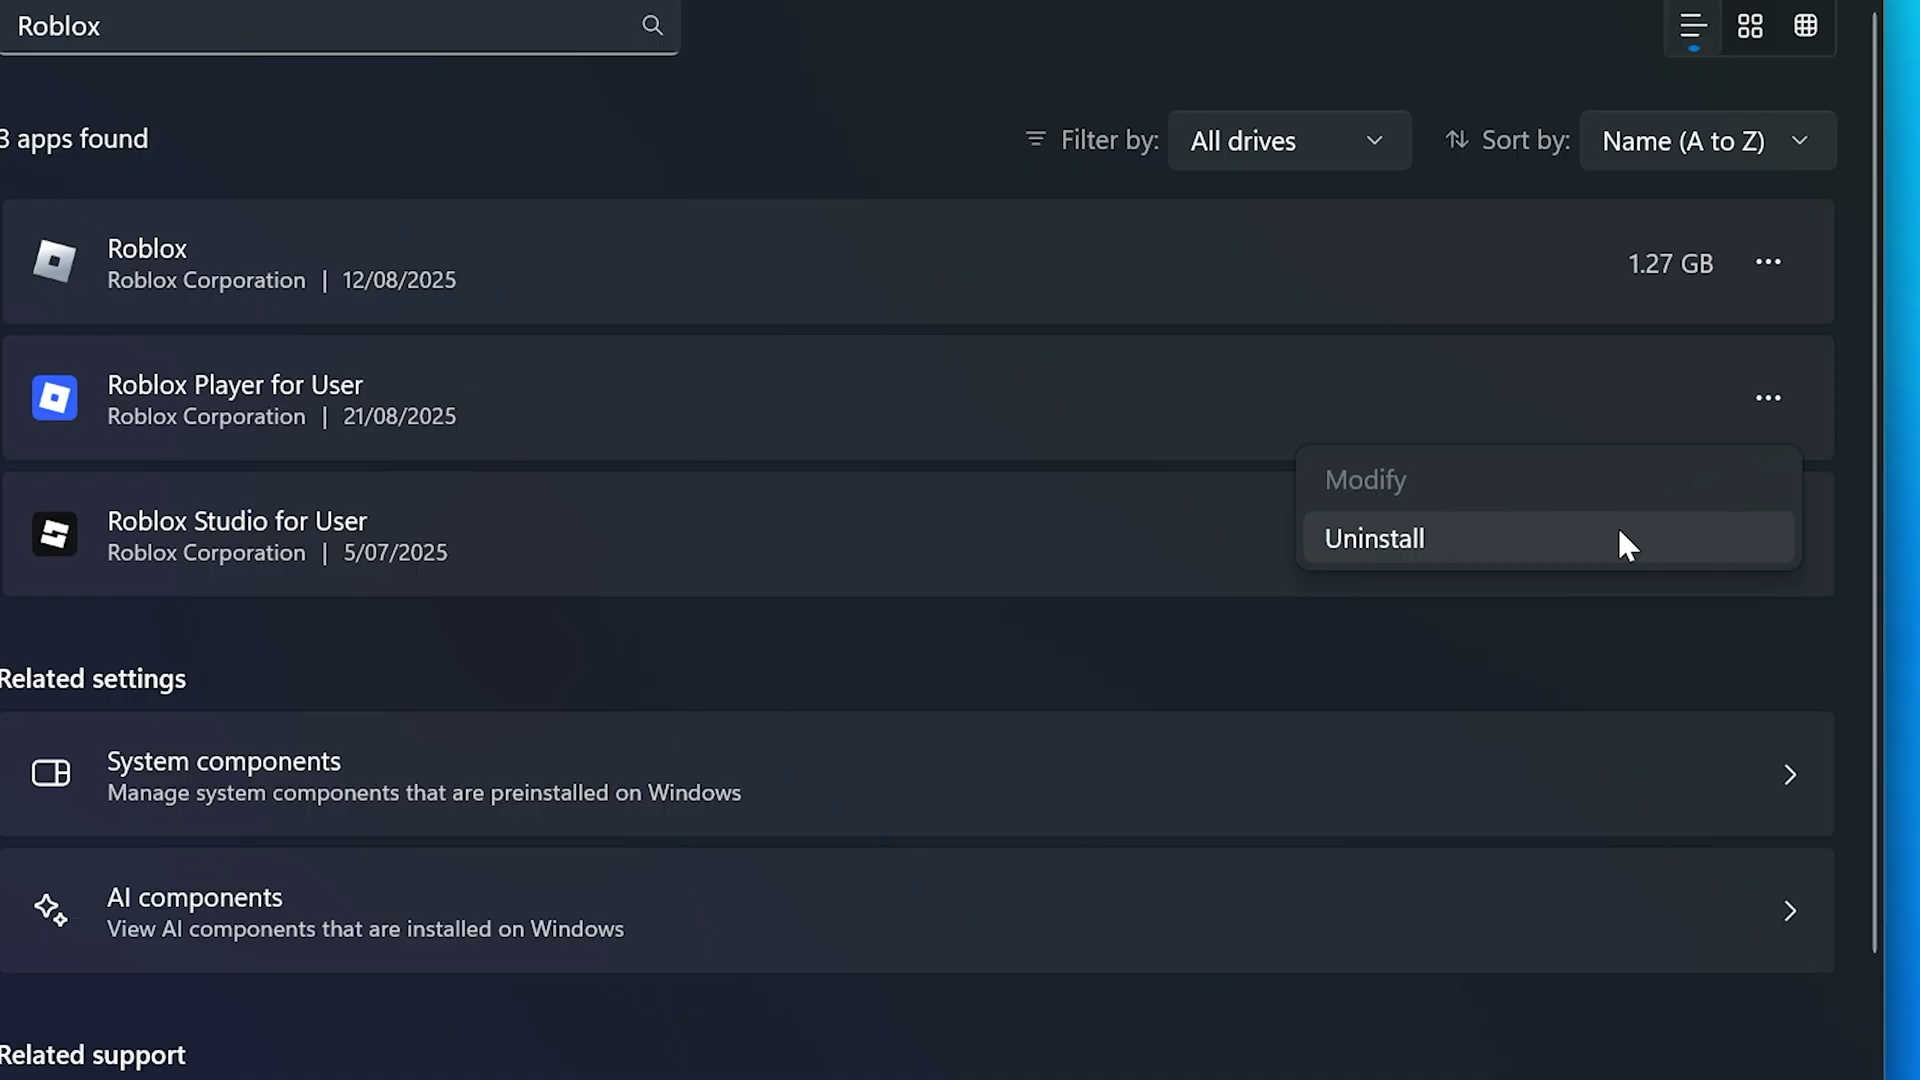 Roblox
3 apps found
Filter by:
All drives
Sort by:
Name (A to Z)
Roblox
Roblox Corporation | 12/08/2025
1.27 GB
Roblox Player for User
Roblox Corporation | 21/08/2025
Modify
Uninstall
Roblox Studio for User
Roblox Corporation | 5/07/2025
Related settings
System components
Manage system components that are preinstalled on Windows
AI components
View AI components that are installed on Windows
Related support